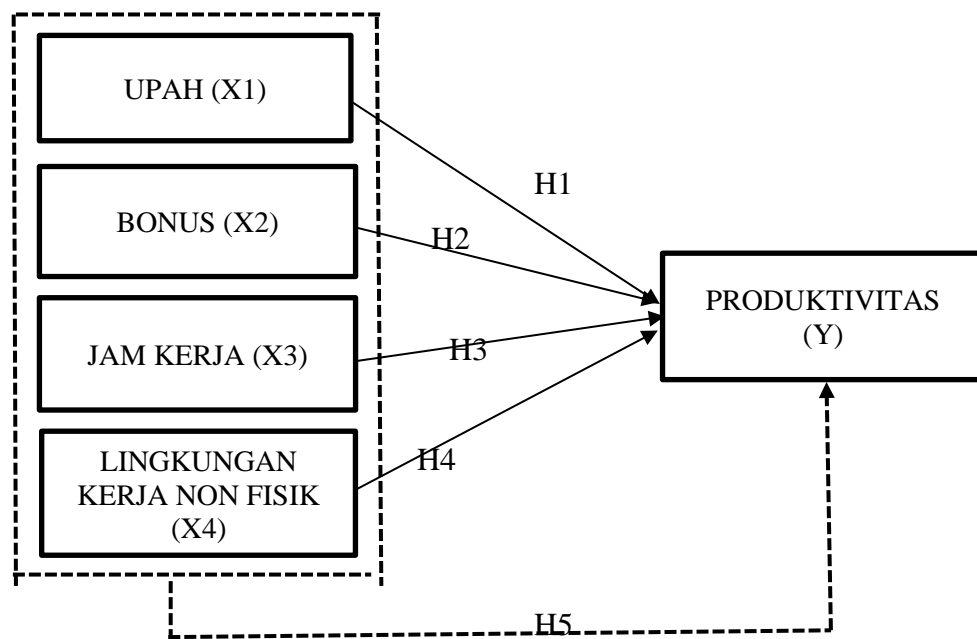 UPAH (X1)
H1
BONUS (X2)
H2
PRODUKTIVITAS
(Y)
JAM KERJA (X3)
H3
LINGKUNGAN
KERJA NON FISIK
(X4)
H4
H5